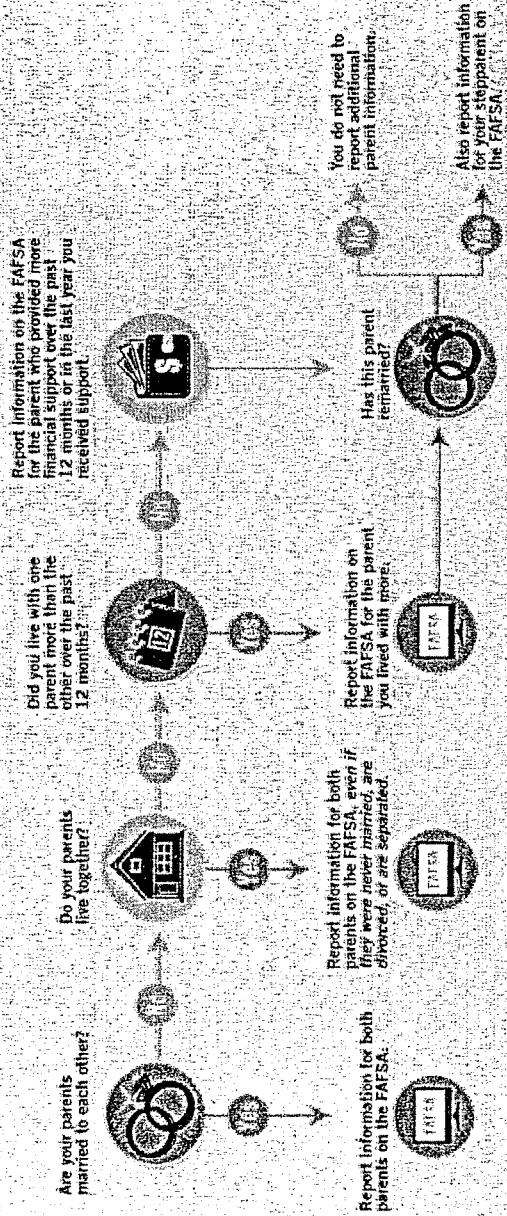 Are your parents
married to each other?
Report information for both
parents on the FAFSA.
FAFSA
Do your parents
live together?
Report information for both
parents on the FAFSA, even if
they were never married, are
divorced, or are separated.
FAFSA
Did you live with one
parent more than the
other over the past
12 months?
12
Report information on
the FAFSA for the parent
you lived with more.
FAFSA
Report information on the FAFSA
for the parent who provided more
financial support over the past
12 months or in the last year you
received support.
$
Has this parent
remarried?
You do not need to
report additional
parent information.
Also report information
for your stepparent on
the FAFSA.